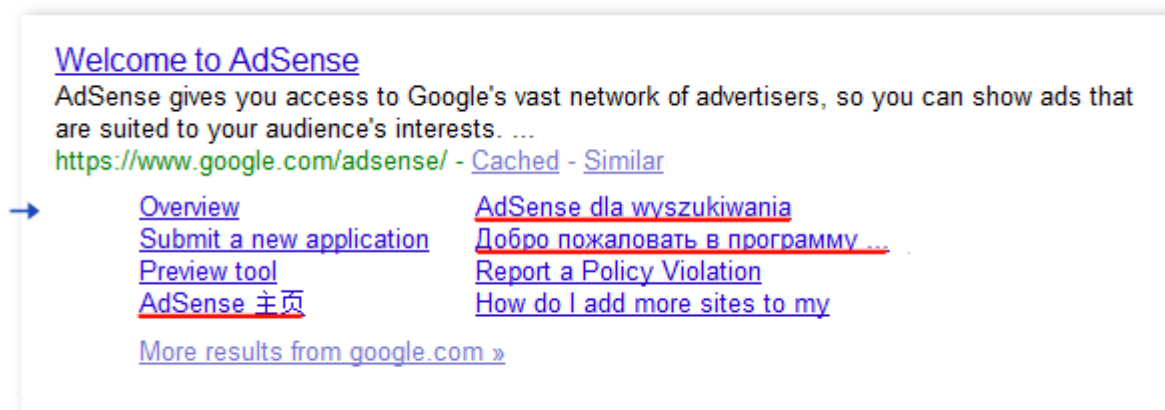 Welcome to AdSense
AdSense gives you access to Google's vast network of advertisers, so you can show ads that
are suited to your audience's interests. ...
https://www.google.com/adsense/ - Cached - Similar
Overview
Submit a new application
Preview tool
AdSense 主页
AdSense dla wyszukiwania
Добро пожаловать в программу ...
Report a Policy Violation
How do I add more sites to my
More results from google.com »